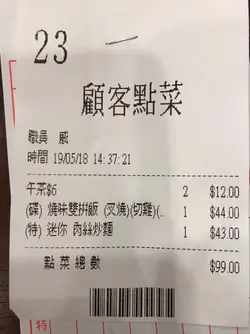 23
顧客點菜
職員 威
時間 19/05/18 14:37:21
午茶$6 2 $12.00
(碟) 燒味雙拼飯 (叉燒)(切雞)(.. 1 $44.00
(特) 迷你 肉絲炒麵 1 $43.00
點菜總數 $99.00
特